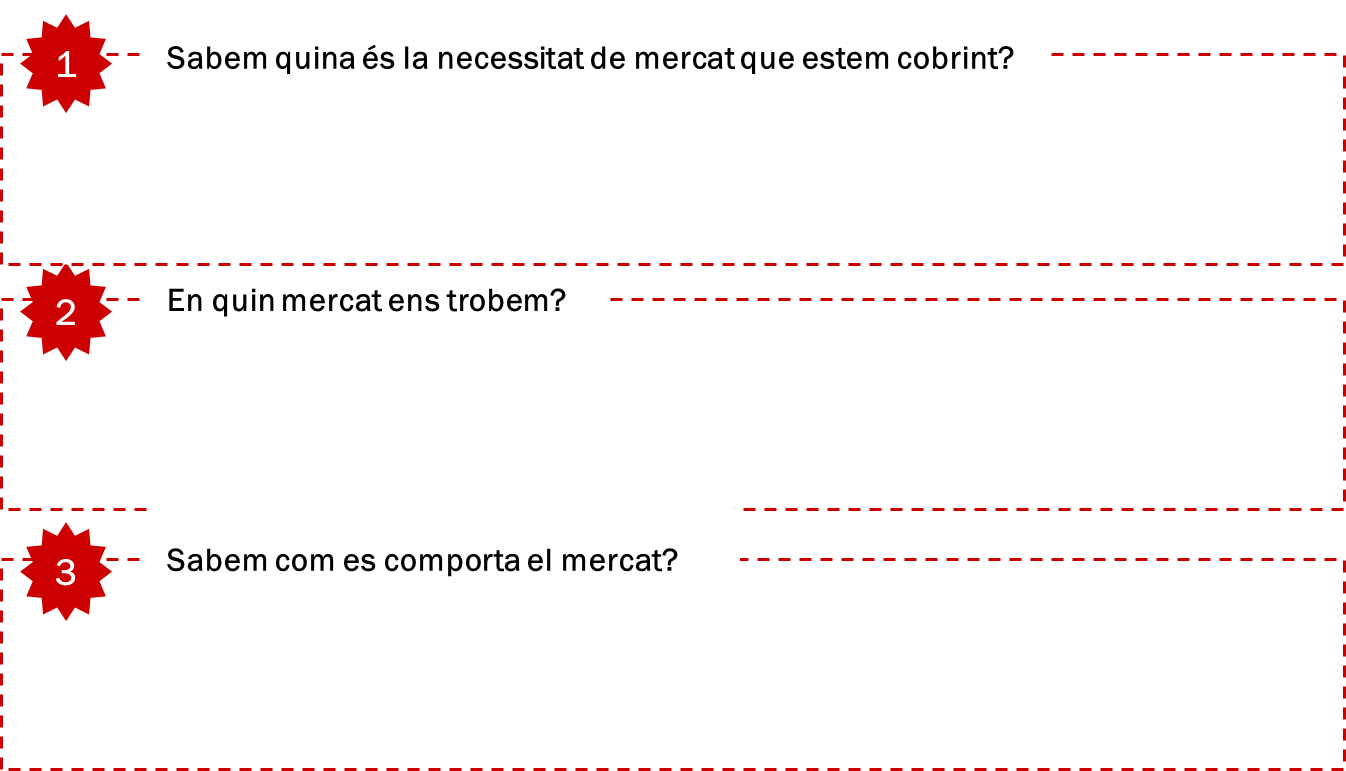 1
Sabem quina és la necessitat de mercat que estem cobrint?
2
En quin mercat ens trobem?
3
Sabem com es comporta el mercat?